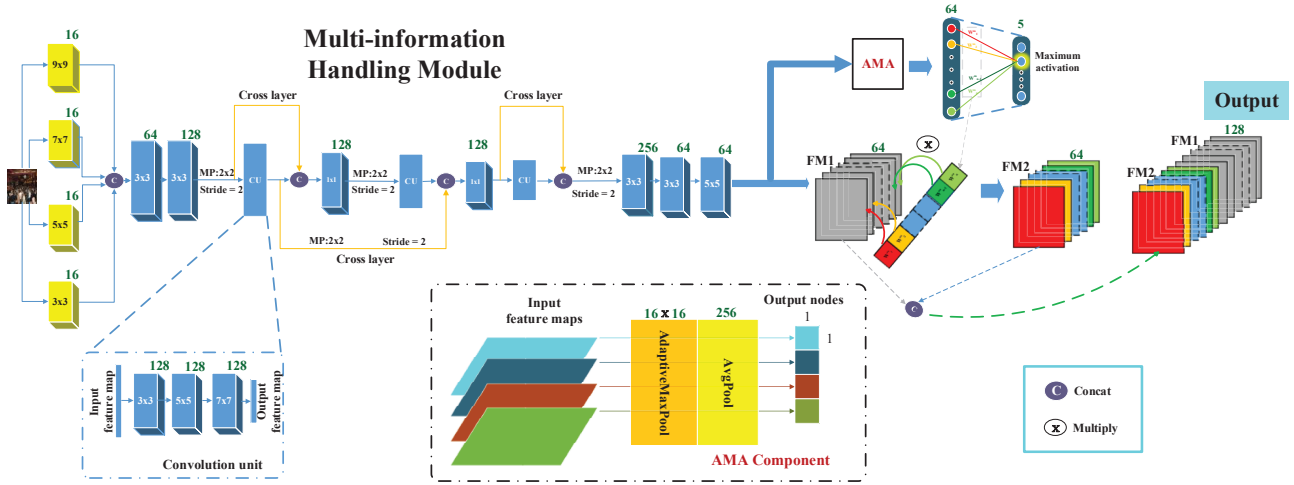 Multi-information
Handling Module
16
9x9
16
7x7
16
5x5
16
3x3
C
64
3x3
128
3x3
MP:2x2
Stride = 2
Cross layer
CU
C
128
1x1
MP:2x2
Stride = 2
CU
C
128
1x1
Cross layer
CU
C
MP:2x2
Stride = 2
MP:2x2
Stride = 2
Cross layer
256
3x3
64
3x3
64
5x5
AMA
64
5
Maximum
activation
FM1
64
x
FM2
64
Output
128
FM1
FM2
C
Input
feature map
128
3x3
128
5x5
128
7x7
Output
feature map
Convolution unit
Input
feature maps
16 x 16
AdaptiveMaxPool
256
AvgPool
Output nodes
1
1
AMA Component
C Concat
x Multiply